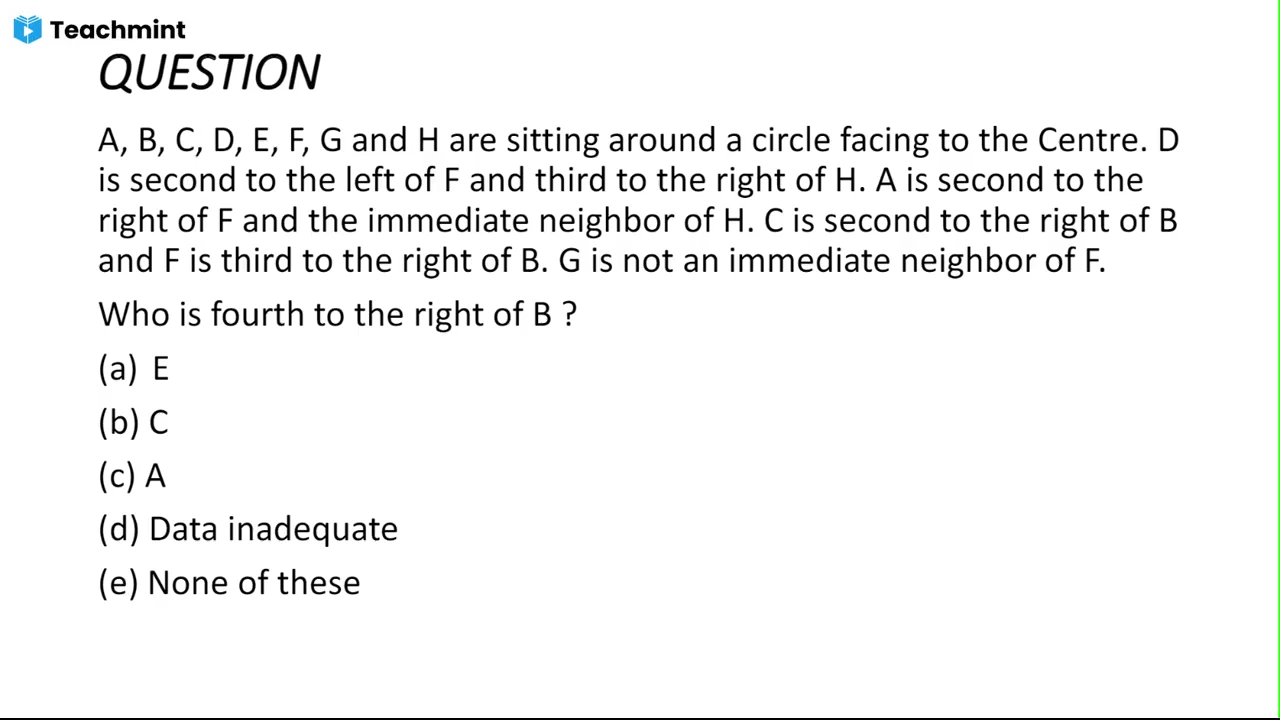 Teachmint
QUESTION
A, B, C, D, E, F, G and H are sitting around a circle facing to the Centre. D
is second to the left of F and third to the right of H. A is second to the
right of F and the immediate neighbor of H. C is second to the right of B
and F is third to the right of B. G is not an immediate neighbor of F.
Who is fourth to the right of B ?
(a) E
(b) C
(c) A
(d) Data inadequate
(e) None of these